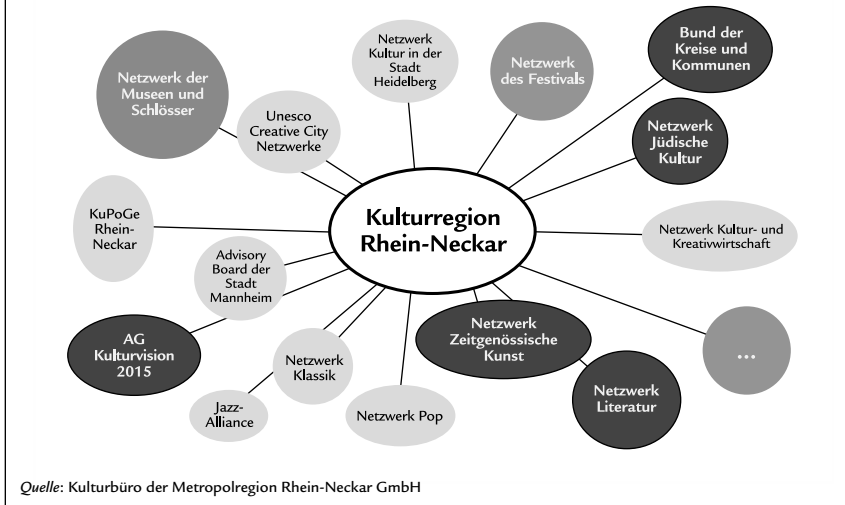 Netzwerk der
Museen und
Schlösser
Unesco
Creative City
Netzwerke
Netzwerk
Kultur in der
Stadt
Heidelberg
Netzwerk
des Festivals
Bund der
Kreise und
Kommunen
Netzwerk
Jüdische
Kultur
KuPoGe
Rhein-
Neckar
Kulturregion
Rhein-Neckar
Netzwerk Kultur- und
Kreativwirtschaft
Advisory
Board der
Stadt
Mannheim
AG
Kulturvision
2015
Netzwerk
Klassik
Netzwerk
Zeitgenössische
Kunst
...
Jazz-
Alliance
Netzwerk Pop
Netzwerk
Literatur
Quelle: Kulturbüro der Metropolregion Rhein-Neckar GmbH